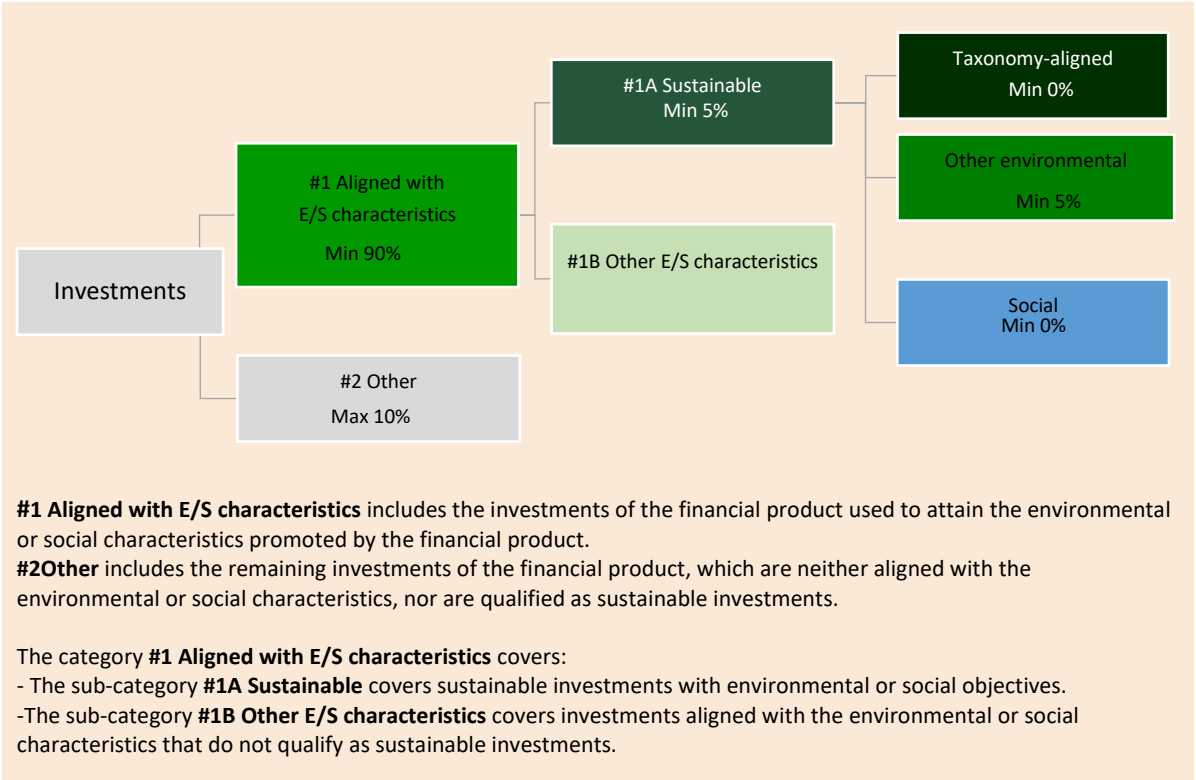 Taxonomy-aligned
Min 0%
#1A Sustainable
Min 5%
Other environmental
Min 5%
#1 Aligned with
E/S characteristics
Min 90%
#1B Other E/S characteristics
Investments
Social
Min 0%
#2 Other
Max 10%
#1 Aligned with E/S characteristics includes the investments of the financial product used to attain the environmental
or social characteristics promoted by the financial product.
#2Other includes the remaining investments of the financial product, which are neither aligned with the
environmental or social characteristics, nor are qualified as sustainable investments.
The category #1 Aligned with E/S characteristics covers:
- The sub-category #1A Sustainable covers sustainable investments with environmental or social objectives.
-The sub-category #1B Other E/S characteristics covers investments aligned with the environmental or social
characteristics that do not qualify as sustainable investments.